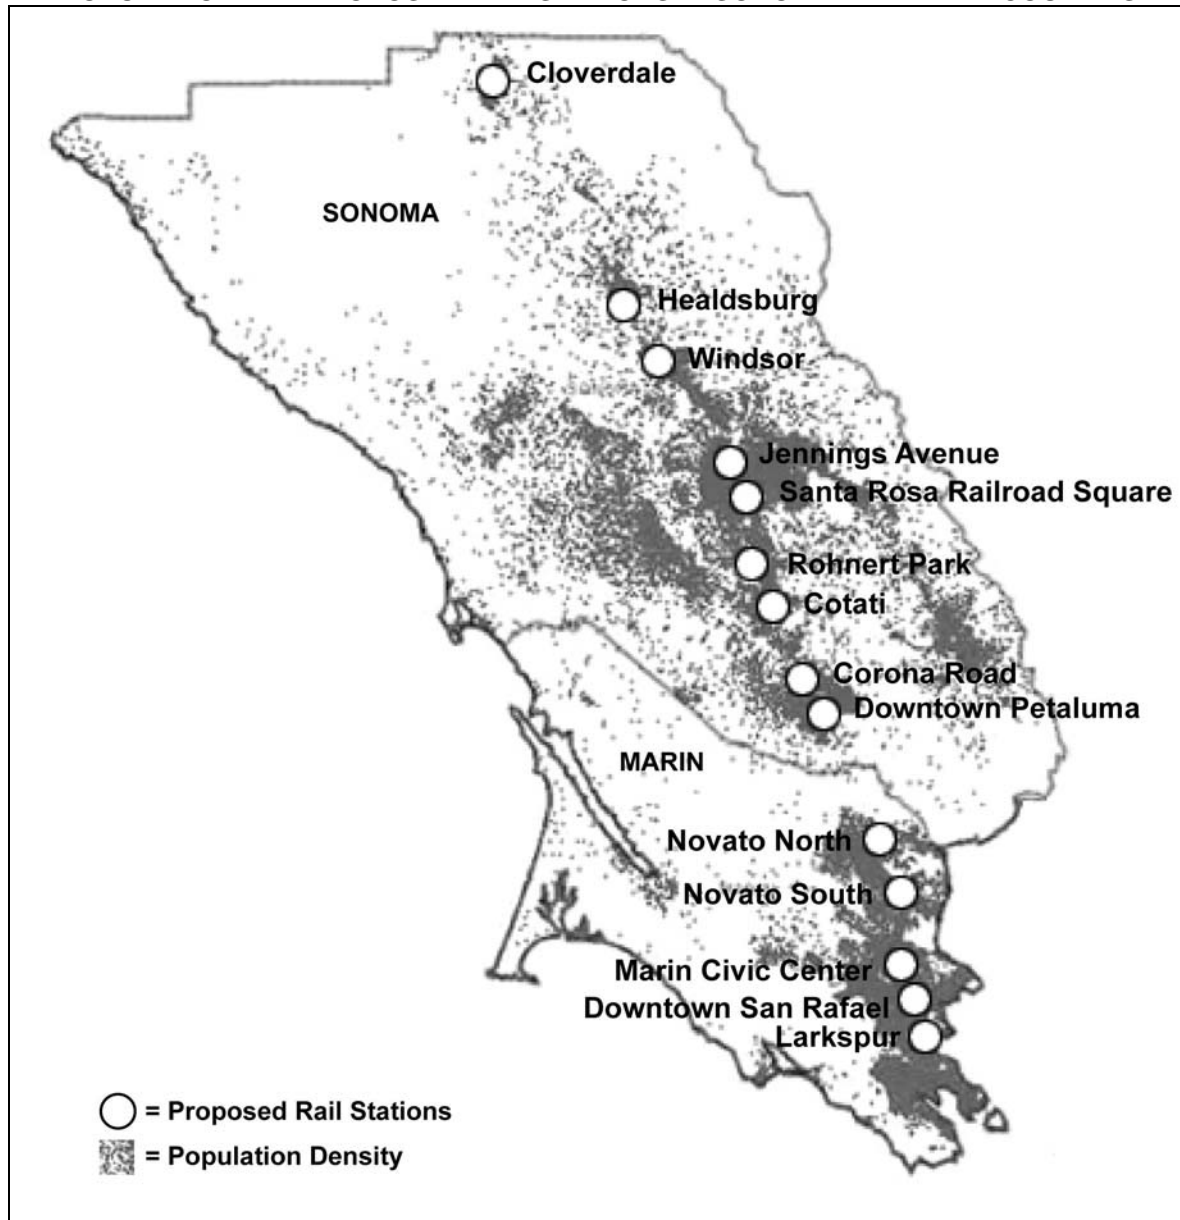 Cloverdale
SONOMA
Healdsburg
Windsor
Jennings Avenue
Santa Rosa Railroad Square
Rohnert Park
Cotati
Corona Road
Downtown Petaluma
MARIN
Novato North
Novato South
Marin Civic Center
Downtown San Rafael
Larkspur
= Proposed Rail Stations
= Population Density